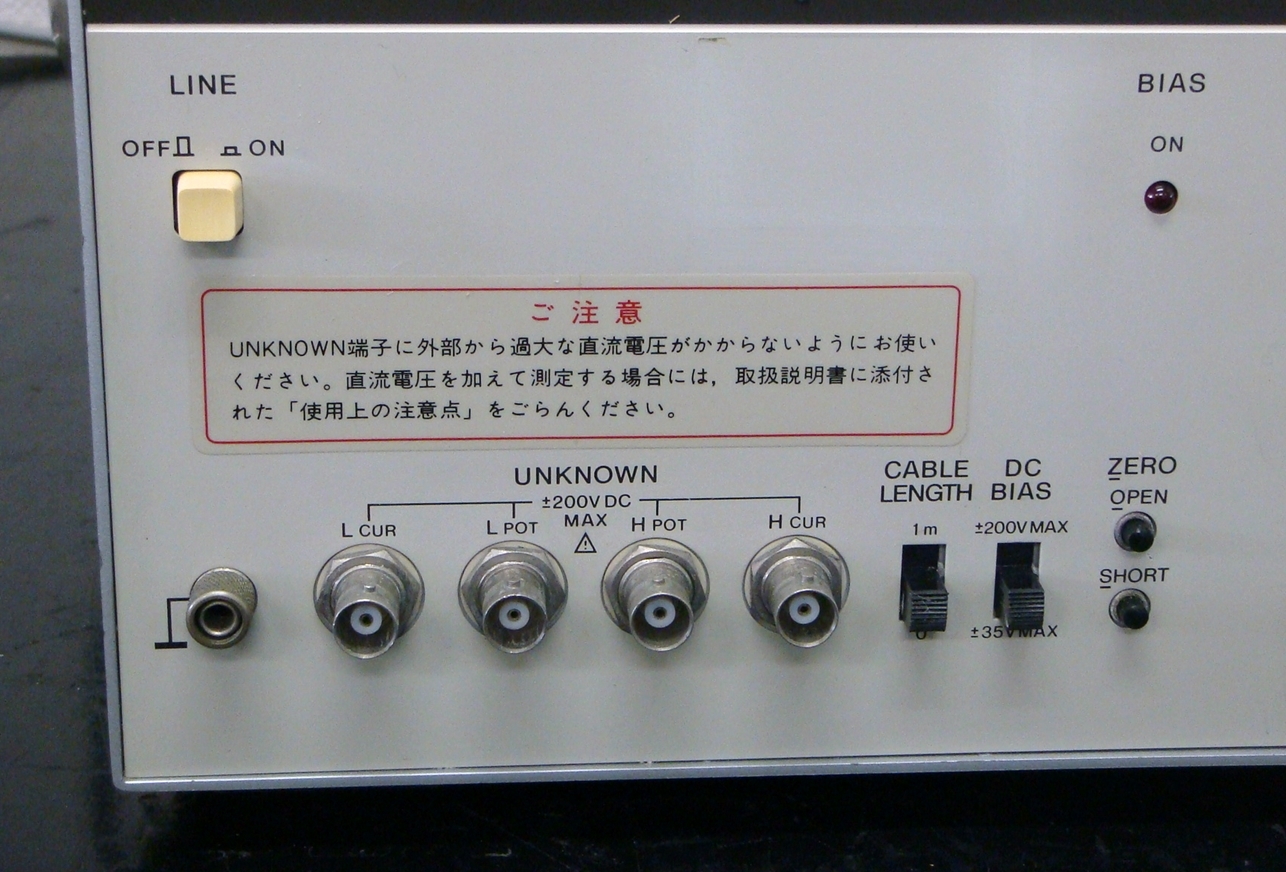 LINE
OFF ON
BIAS
ON
ご注意
UNKNOWN端子に外部から過大な直流電圧がかからないようにお使い
ください。直流電圧を加えて測定する場合には，取扱説明書に添付さ
れた「使用上の注意点」をごらんください。
UNKNOWN
±200V DC
MAX
L CUR
L POT
H POT
H CUR
CABLE
LENGTH
1m
0
DC
BIAS
±200V MAX
±35V MAX
ZERO
OPEN
SHORT